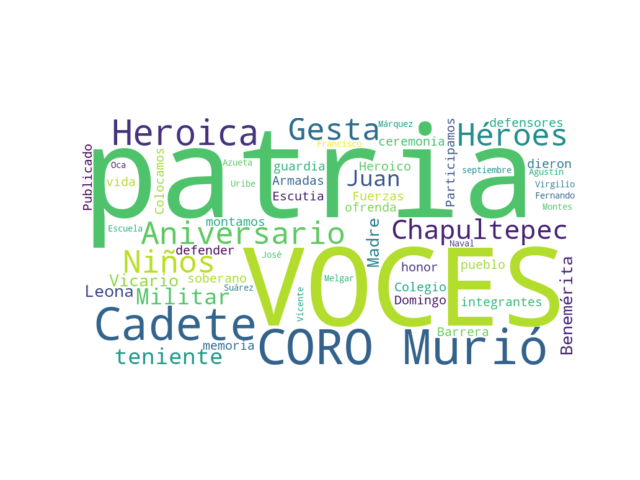 Márquez
Heroica
Gesta
defensores
Héroes
Francisco
ceremonia
patria
Publicado
Oca
vida
Colocamos
Azueta
Uribe
guardia
Heroico
Armadas
Juan
Escutia
Fuerzas
ofrenda
Participamos
septiembre
dieron
Agustín
Virgilio
Fernando
Montes
montamos
Escuela
Aniversario
Madre
Chapultepec
Naval
defender
José
Niños
VOCES
honor
pueblo
Benemérita
Vicario
soberano
Leona
Suárez
Militar
Melgar
Vicente
Colegio
Domingo
integrantes
Cadete
memoria
teniente
CORO
Murió
Barrera